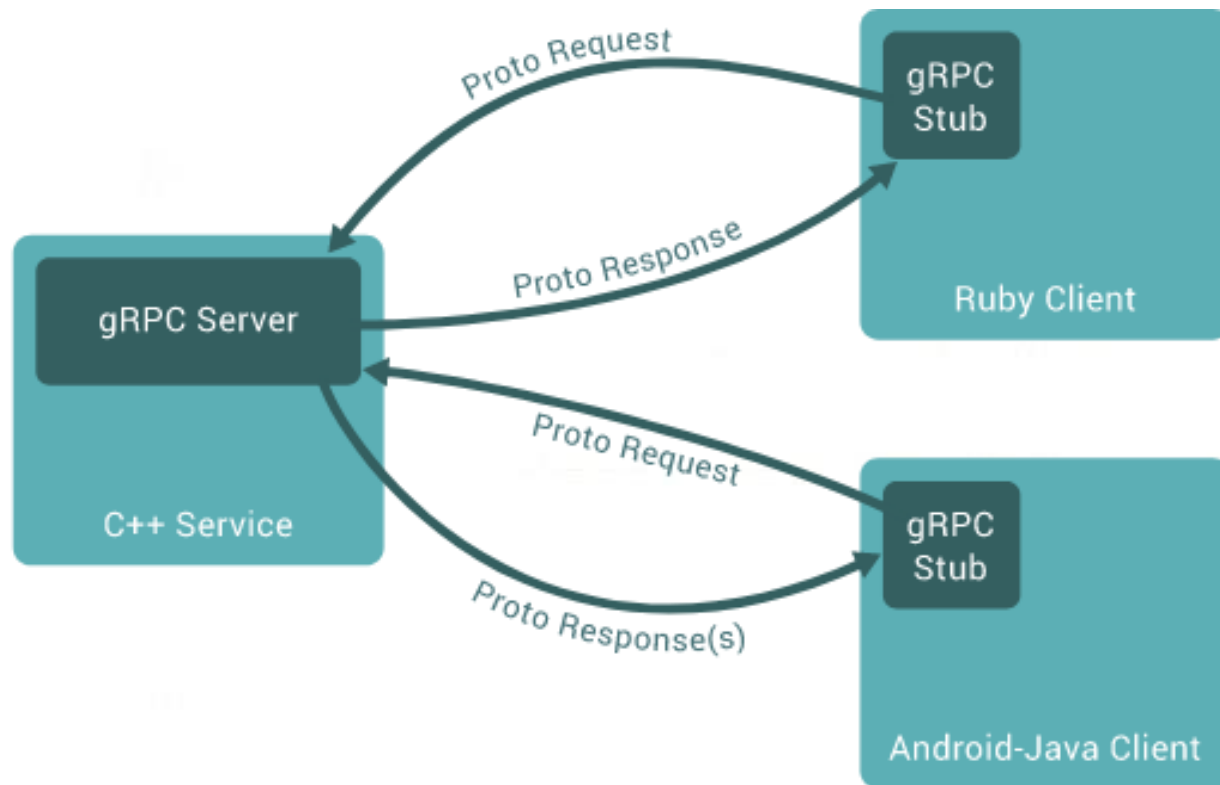 Proto Request
gRPC
Stub
Proto Response
Ruby Client
gRPC Server
C++ Service
Proto Request
gRPC
Stub
Proto Response(s)
Android-Java Client